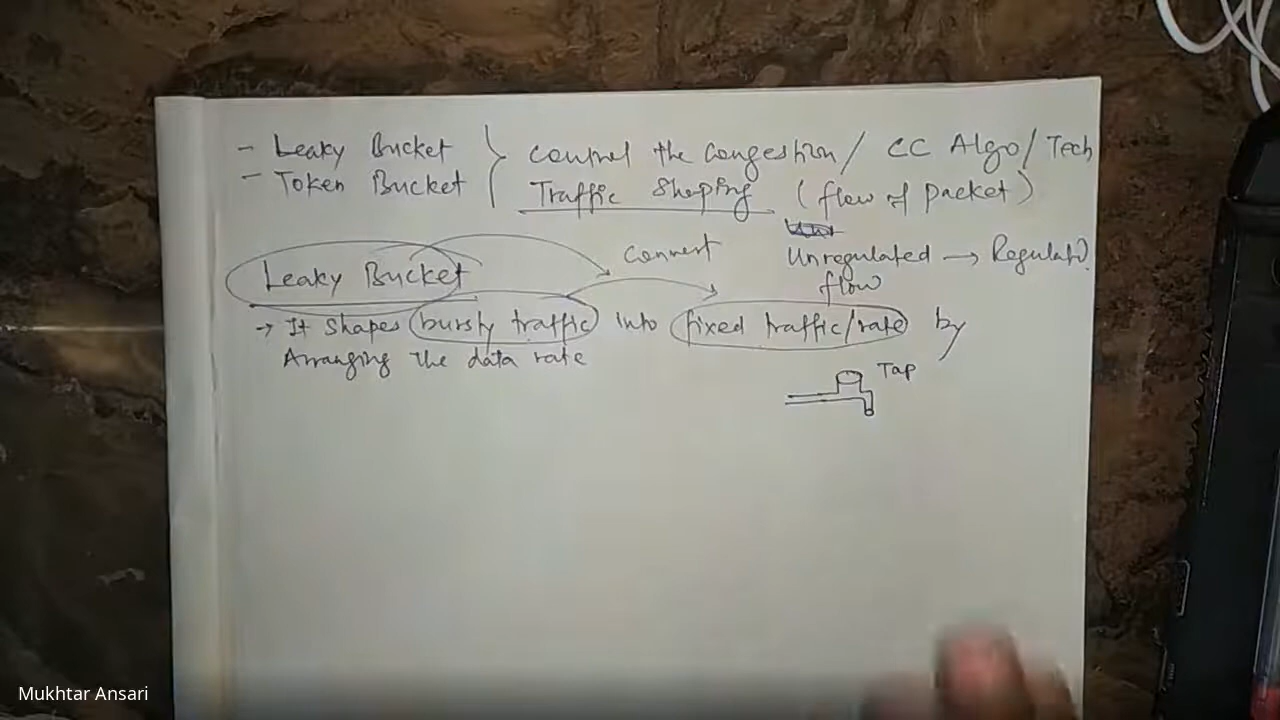 - Leaky Bucket
- Token Bucket
Control the Congestion / CC Algo / Tech
Traffic Shaping (flow of packet)
Unregulated → Regulated
flow
Leaky Bucket
Convert
→ It shapes bursty traffic into fixed traffic/rate by
Arranging the data rate
Tap
Mukhtar Ansari